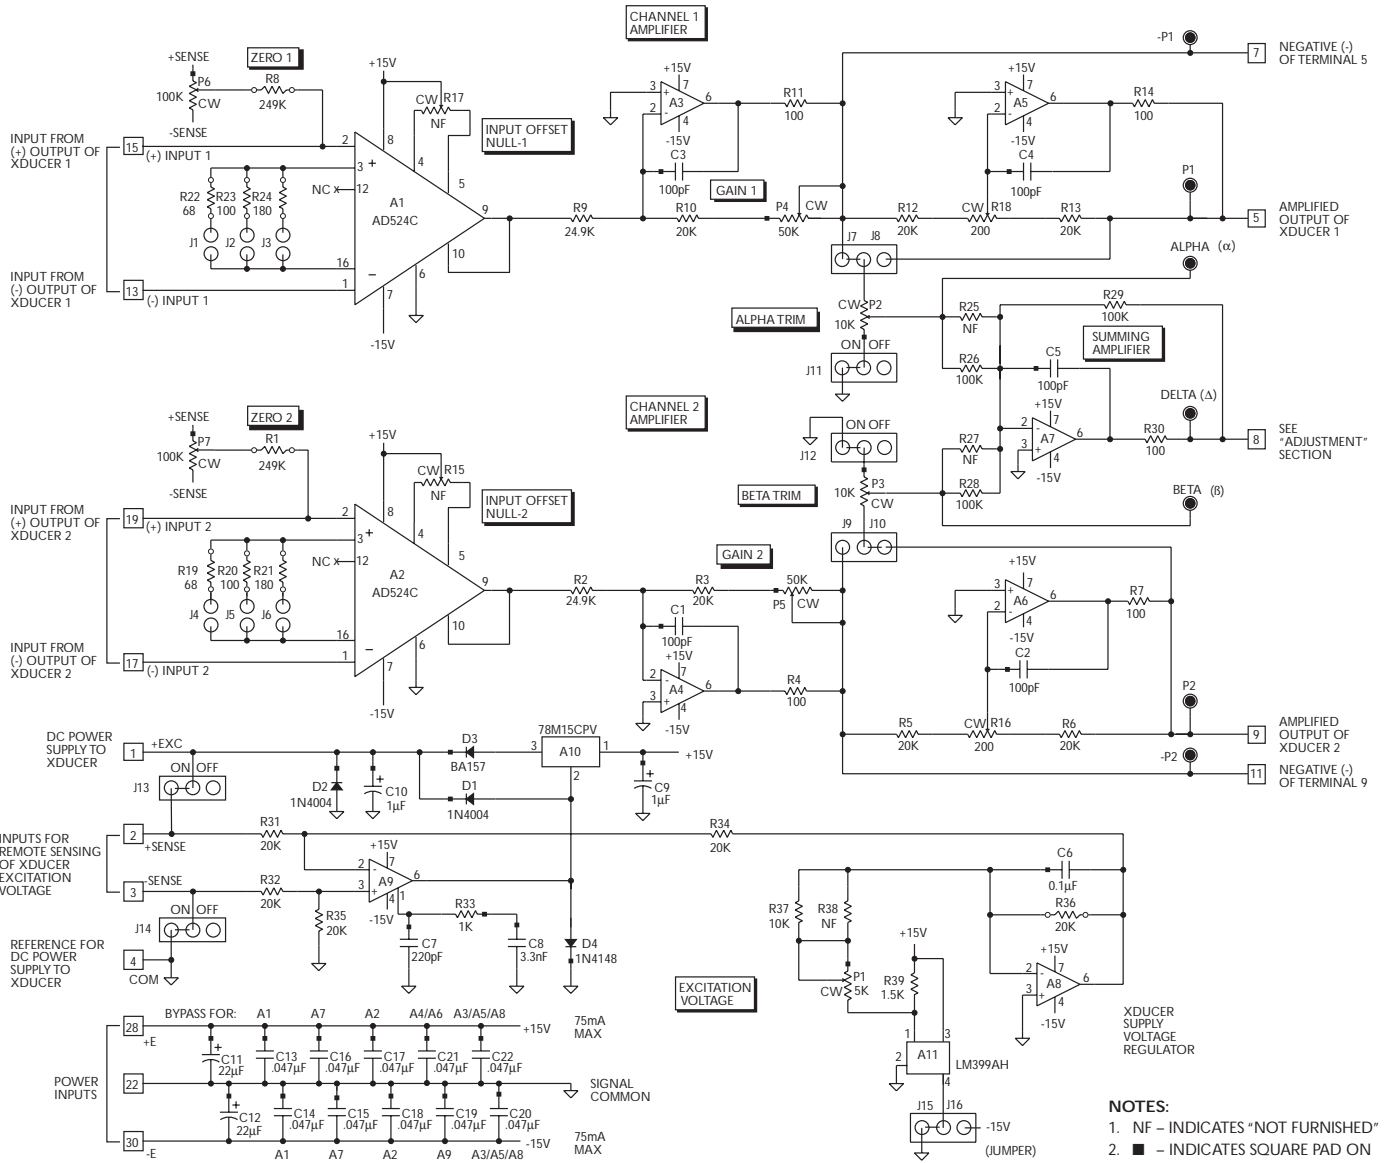 CHANNEL 1
AMPLIFIER
-P1
7
NEGATIVE (-)
OF TERMINAL 5
+SENSE
ZERO 1
P6
R8
100K
CW
249K
-SENSE
+15V
CW
R17
NF
8
4
5
INPUT OFFSET
NULL-1
+15V
3
7
+
A3
6
2
-
4
-15V
C3
100pF
R11
100
+15V
3
7
+
A5
6
2
-
4
-15V
C4
100pF
R14
100
INPUT FROM
(+) OUTPUT OF
XDUCER 1
15
(+) INPUT 1
2
3
+
NC
12
R22
68
R23
100
R24
180
J1
J2
J3
A1
AD524C
9
10
16
−
1
6
7
-15V
R9
24.9K
R10
20K
GAIN 1
P4
CW
50K
R12
20K
CW
R18
200
R13
20K
P1
5
AMPLIFIED
OUTPUT OF
XDUCER 1
INPUT FROM
(-) OUTPUT OF
XDUCER 1
13
(-) INPUT 1
J7
J8
ALPHA (α)
ALPHA TRIM
CW
P2
10K
ON OFF
J11
R25
NF
R26
100K
R29
100K
C5
100pF
SUMMING
AMPLIFIER
+15V
2
7
-
A7
3
+
4
-15V
6
R30
100
DELTA (Δ)
8
SEE
"ADJUSTMENT"
SECTION
CHANNEL 2
AMPLIFIER
ON OFF
J12
BETA TRIM
10K
P3
CW
R27
NF
R28
100K
BETA (ß)
J9
J10
+SENSE
ZERO 2
P7
R1
100K
CW
249K
-SENSE
+15V
CW
R15
NF
8
4
5
INPUT OFFSET
NULL-2
INPUT FROM
(+) OUTPUT OF
XDUCER 2
19
(+) INPUT 2
2
3
+
NC
12
R19
68
R20
100
R21
180
J4
J5
J6
A2
AD524C
9
10
16
−
1
6
7
-15V
INPUT FROM
(-) OUTPUT OF
XDUCER 2
17
(-) INPUT 2
GAIN 2
R2
24.9K
R3
20K
50K
P5
CW
C1
100pF
+15V
2
7
-
A4
6
3
+
4
-15V
R4
100
+15V
3
7
+
A6
6
2
-
4
-15V
C2
100pF
R7
100
R5
20K
CW
R16
200
R6
20K
P2
9
AMPLIFIED
OUTPUT OF
XDUCER 2
-P2
11
NEGATIVE (-)
OF TERMINAL 9
DC POWER
SUPPLY TO
XDUCER
1
+EXC
ON OFF
J13
D2
1N4004
+
C10
1µF
D3
BA157
D1
1N4004
78M15CPV
3
A10
1
2
+15V
+
C9
1µF
INPUTS FOR
REMOTE SENSING
OF XDUCER
EXCITATION
VOLTAGE
2
+SENSE
3
-SENSE
R31
20K
R32
20K
R34
20K
ON OFF
J14
R35
20K
+15V
2
7
-
A9
6
3
+
4
1
-15V
R33
1K
C7
220pF
C8
3.3nF
D4
1N4148
REFERENCE FOR
DC POWER
SUPPLY TO
XDUCER
4
COM
R37
10K
R38
NF
CW
P1
5K
+15V
R39
1.5K
1
3
2
A11
4
LM399AH
J15
J16
-15V
(JUMPER)
EXCITATION
VOLTAGE
C6
0.1µF
R36
20K
+15V
2
7
-
A8
6
3
+
4
-15V
XDUCER
SUPPLY
VOLTAGE
REGULATOR
BYPASS FOR:
A1
A7
A2
A4/A6
A3/A5/A8
28
+E
+15V
75mA
MAX
+
C11
22µF
C13
.047µF
C16
.047µF
C17
.047µF
C21
.047µF
C22
.047µF
POWER
INPUTS
22
SIGNAL
COMMON
+
C12
22µF
C14
.047µF
C15
.047µF
C18
.047µF
C19
.047µF
C20
.047µF
30
-E
-15V
75mA
MAX
A1
A7
A2
A9
A3/A5/A8
NOTES:
1. NF – INDICATES "NOT FURNISHED"
2. ■ – INDICATES SQUARE PAD ON